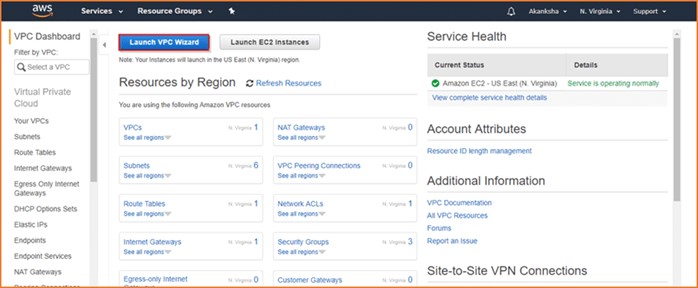 aws
Services
Resource Groups
Akanksha
N. Virginia
Support
VPC Dashboard
Filter by VPC:
Select a VPC
Virtual Private
Cloud
Your VPCs
Subnets
Route Tables
Internet Gateways
Egress Only Internet
Gateways
DHCP Options Sets
Elastic IPs
Endpoints
Endpoint Services
NAT Gateways
Peering Connections
Launch VPC Wizard
Launch EC2 Instances
Note: Your Instances will launch in the US East (N. Virginia) region.
Resources by Region
Refresh Resources
You are using the following Amazon VPC resources
VPCs N. Virginia 1
See all regions
NAT Gateways N. Virginia 0
See all regions
Subnets N. Virginia 6
See all regions
VPC Peering Connections N. Virginia 0
See all regions
Route Tables N. Virginia 1
See all regions
Network ACLs N. Virginia 1
See all regions
Internet Gateways N. Virginia 1
See all regions
Security Groups N. Virginia 3
See all regions
Egress-only Internet N. Virginia 0
Customer Gateways N. Virginia 0
Service Health
Current Status
Details
Amazon EC2 - US East (N. Virginia)
Service is operating normally
View complete service health details
Account Attributes
Resource ID length management
Additional Information
VPC Documentation
All VPC Resources
Forums
Report an Issue
Site-to-Site VPN Connections